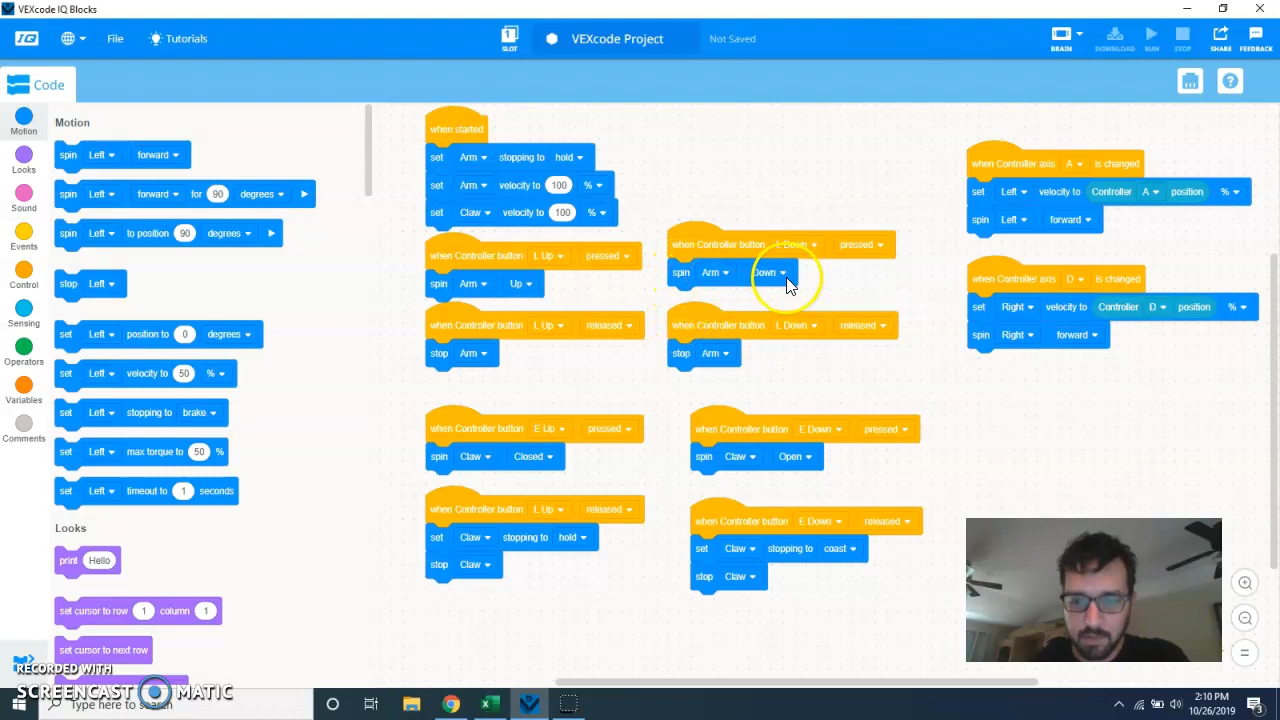 VEXcode IQ Blocks
IQ
File
Tutorials
1
SLOT
VEXcode Project
Not Saved
BRAIN
DOWNLOAD
RUN
STOP
SHARE
FEEDBACK
Code
Motion
Looks
Sound
Events
Control
Sensing
Operators
Variables
Comments
Motion
spin Left forward
spin Left forward for 90 degrees
spin Left to position 90 degrees
stop Left
set Left position to 0 degrees
set Left velocity to 50 %
set Left stopping to brake
set Left max torque to 50 %
set Left timeout to 1 seconds
Looks
print Hello
set cursor to row 1 column 1
set cursor to next row
when started
set Arm stopping to hold
set Arm velocity to 100 %
set Claw velocity to 100 %
when Controller button L Up pressed
spin Arm Up
when Controller button L Up released
stop Arm
when Controller button L Down pressed
spin Arm Down
when Controller button L Down released
stop Arm
when Controller button E Up pressed
spin Claw Closed
when Controller button L Up released
set Claw stopping to hold
stop Claw
when Controller button E Down pressed
spin Claw Open
when Controller button E Down released
set Claw stopping to coast
stop Claw
when Controller axis A is changed
set Left velocity to Controller A position %
spin Left forward
when Controller axis D is changed
set Right velocity to Controller D position %
spin Right forward
RECORDED WITH
SCREENCAST MATIC
Type here to search
2:10 PM
10/26/2019
3